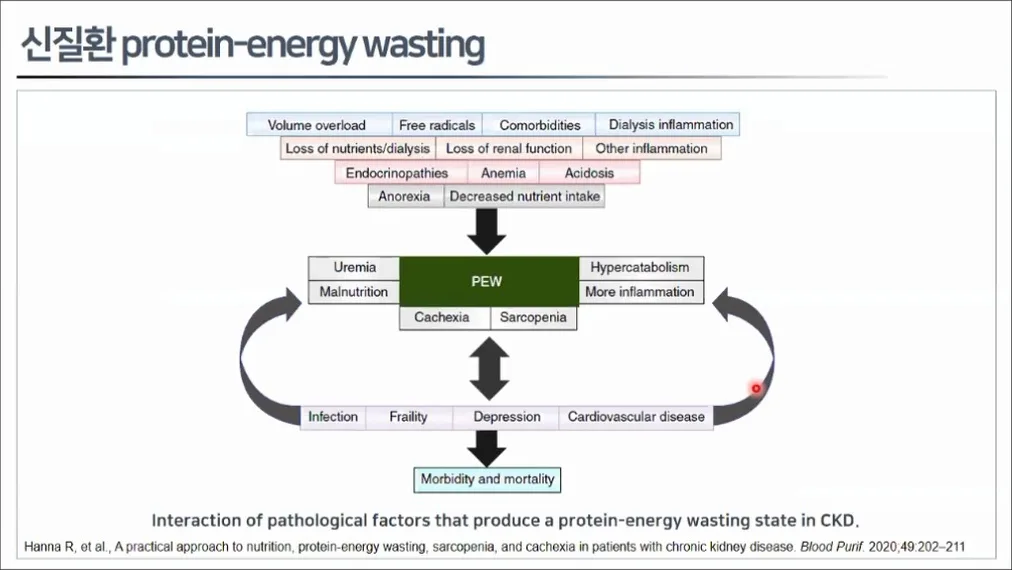 신질환 protein-energy wasting
Volume overload Free radicals Comorbidities Dialysis inflammation
Loss of nutrients/dialysis Loss of renal function Other inflammation
Endocrinopathies Anemia Acidosis
Anorexia Decreased nutrient intake
Uremia PEW Hypercatabolism
Malnutrition More inflammation
Cachexia Sarcopenia
Infection Fraility Depression Cardiovascular disease
Morbidity and mortality
Interaction of pathological factors that produce a protein-energy wasting state in CKD.
Hanna R, et al., A practical approach to nutrition, protein-energy wasting, sarcopenia, and cachexia in patients with chronic kidney disease. Blood Purif. 2020;49:202–211